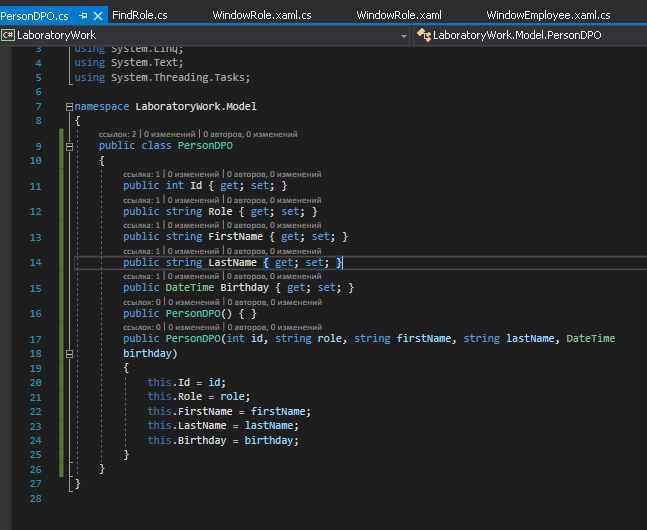 PersonDPO.cs FindRole.cs WindowRole.xaml.cs WindowRole.xaml WindowEmployee.xaml.cs
C# LaboratoryWork LaboratoryWork.Model.PersonDPO
3 using System.Linq;
4 using System.Text;
5 using System.Threading.Tasks;
6
7 namespace LaboratoryWork.Model
8 {
ссылок: 2 | 0 изменений | 0 авторов, 0 изменений
9 public class PersonDPO
10 {
ссылка: 1 | 0 изменений | 0 авторов, 0 изменений
11 public int Id { get; set; }
ссылка: 1 | 0 изменений | 0 авторов, 0 изменений
12 public string Role { get; set; }
ссылка: 1 | 0 изменений | 0 авторов, 0 изменений
13 public string FirstName { get; set; }
ссылка: 1 | 0 изменений | 0 авторов, 0 изменений
14 public string LastName { get; set; }
ссылка: 1 | 0 изменений | 0 авторов, 0 изменений
15 public DateTime Birthday { get; set; }
ссылок: 0 | 0 изменений | 0 авторов, 0 изменений
16 public PersonDPO() { }
ссылок: 0 | 0 изменений | 0 авторов, 0 изменений
17 public PersonDPO(int id, string role, string firstName, string lastName, DateTime
18 birthday)
19 {
20 this.Id = id;
21 this.Role = role;
22 this.FirstName = firstName;
23 this.LastName = lastName;
24 this.Birthday = birthday;
25 }
26 }
27 }
28